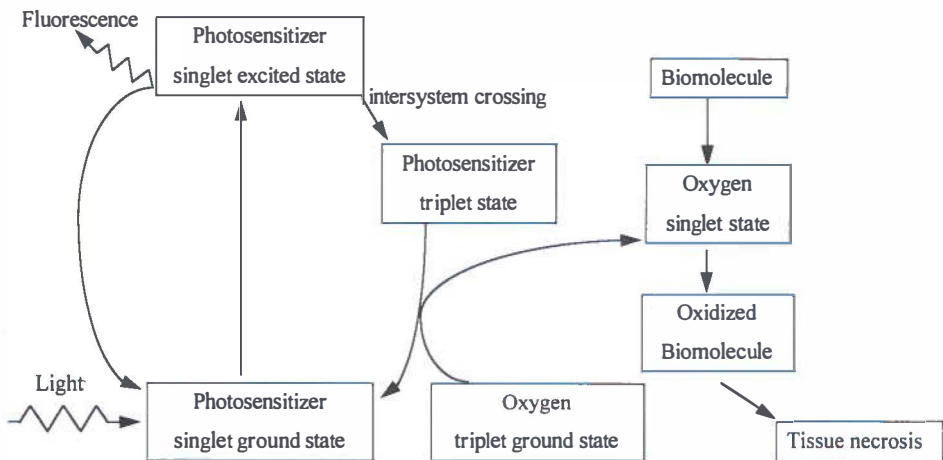 Fluorescence
Photosensitizer
singlet excited state
intersystem crossing
Biomolecule
Photosensitizer
triplet state
Oxygen
singlet state
Oxidized
Biomolecule
Light
Photosensitizer
singlet ground state
Oxygen
triplet ground state
Tissue necrosis